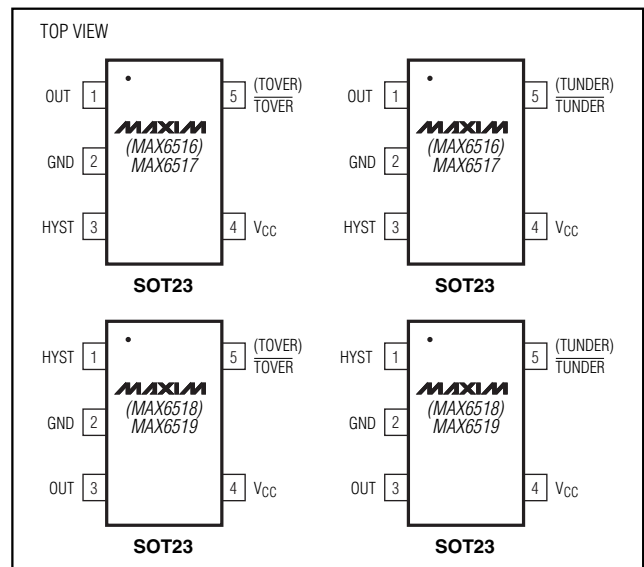 TOP VIEW
OUT 1 5 (TOVER)
TOVER
MAXIM
(MAX6516)
MAX6517
GND 2
HYST 3 4 VCC
SOT23
OUT 1 5 (TUNDER)
TUNDER
MAXIM
(MAX6516)
MAX6517
GND 2
HYST 3 4 VCC
SOT23
HYST 1 5 (TOVER)
TOVER
MAXIM
(MAX6518)
MAX6519
GND 2
OUT 3 4 VCC
SOT23
HYST 1 5 (TUNDER)
TUNDER
MAXIM
(MAX6518)
MAX6519
GND 2
OUT 3 4 VCC
SOT23